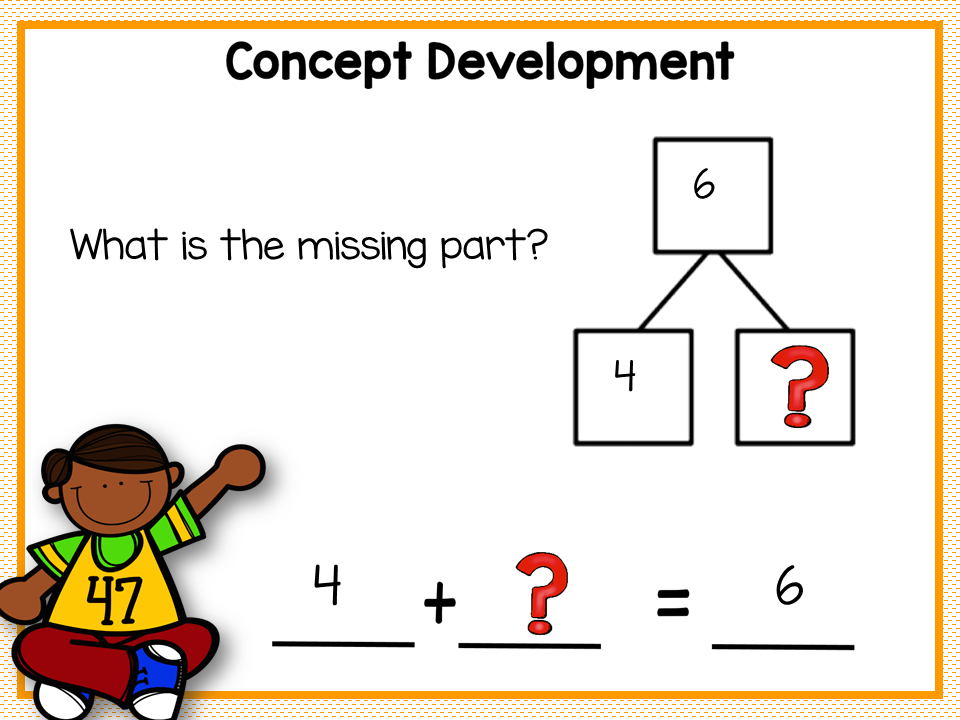 Concept Development
6
What is the missing part?
4 ?
47
4 + ? = 6